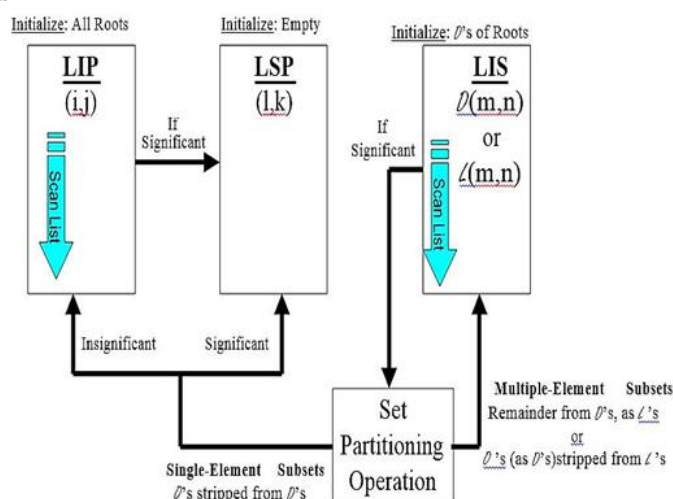 Initialize: All Roots
Initialize: Empty
Initialize: D's of Roots
LIP
(i,j)
Scan List
If
Significant
LSP
(l,k)
If
Significant
LIS
D(m,n)
or
L(m,n)
Scan List
Insignificant
Significant
Set
Partitioning
Operation
Multiple-Element Subsets
Remainder from D's, as L's
or
O's (as D's)stripped from L's
Single-Element Subsets
O's stripped from D's